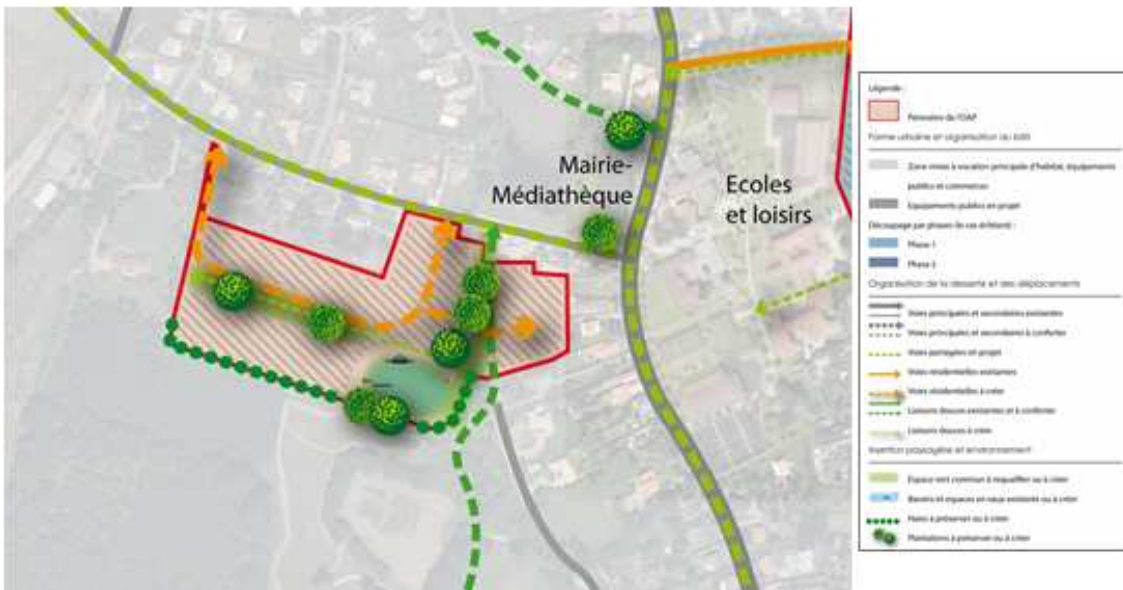 Mairie-
Médiathèque
Ecoles
et loisirs
Légende :
Périmètre de l'OAP
Forme urbaine et organisation du bâti
Zone mixte à vocation principale d'habitat, équipements
publics et commerces
Equipements publics en projet
Découpage par phases (le cas échéant) :
Phase 1
Phase 2
Organisation de la desserte et des déplacements
Voies principales et secondaires existantes
Voies principales et secondaires à conforter
Voies partagées en projet
Voies résidentielles existantes
Voies résidentielles à créer
Liaisons douces existantes et à conforter
Liaisons douces à créer
Insertion paysagère et environnement
Espace vert commun à requalifier ou à créer
Bassins et espaces en eaux existants ou à créer
Haies à préserver ou à créer
Plantations à préserver ou à créer